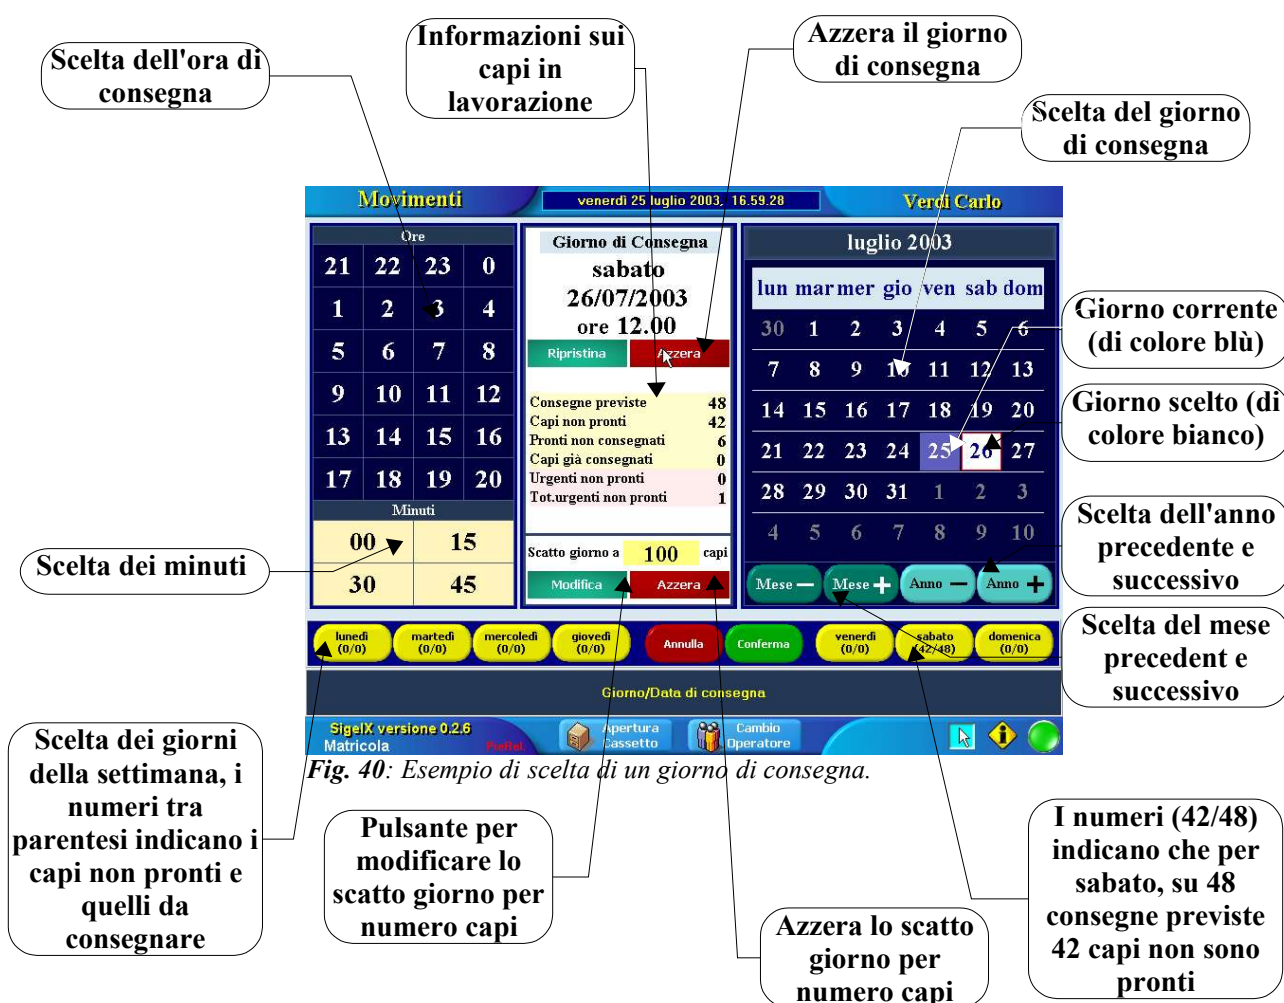 Informazioni sui
capi in
lavorazione
Azzera il giorno
di consegna
Scelta dell'ora di
consegna
Scelta del giorno
di consegna
Movimenti
venerdì 25 luglio 2003, 16.59.28
Verdi Carlo
Ore
21 22 23 0
1 2 3 4
5 6 7 8
9 10 11 12
13 14 15 16
17 18 19 20
Minuti
00 15
30 45
Giorno di Consegna
sabato
26/07/2003
ore 12.00
Ripristina Azzera
Consegne previste 48
Capi non pronti 42
Pronti non consegnati 6
Capi già consegnati 0
Urgenti non pronti 0
Tot.urgenti non pronti 1
Scatto giorno a 100 capi
Modifica Azzera
luglio 2003
lun mar mer gio ven sab dom
30 1 2 3 4 5 6
7 8 9 10 11 12 13
14 15 16 17 18 19 20
21 22 23 24 25 26 27
28 29 30 31 1 2 3
4 5 6 7 8 9 10
Mese - Mese + Anno - Anno +
Giorno corrente
(di colore blù)
Giorno scelto (di
colore bianco)
Scelta dell'anno
precedente e
successivo
Scelta del mese
precedent e
successivo
Scelta dei minuti
lunedì martedì mercoledì giovedì Annulla Conferma venerdì sabato domenica
(0/0) (0/0) (0/0) (0/0) (0/0) (42/48) (0/0)
Giorno/Data di consegna
SigelX versione 0.2.6
Matricola
Apertura
Cassetto
Cambio
Operatore
Fig. 40: Esempio di scelta di un giorno di consegna.
Scelta dei giorni
della settimana, i
numeri tra
parentesi indicano i
capi non pronti e
quelli da
consegnare
Pulsante per
modificare lo
scatto giorno per
numero capi
Azzera lo scatto
giorno per
numero capi
I numeri (42/48)
indicano che per
sabato, su 48
consegne previste
42 capi non sono
pronti